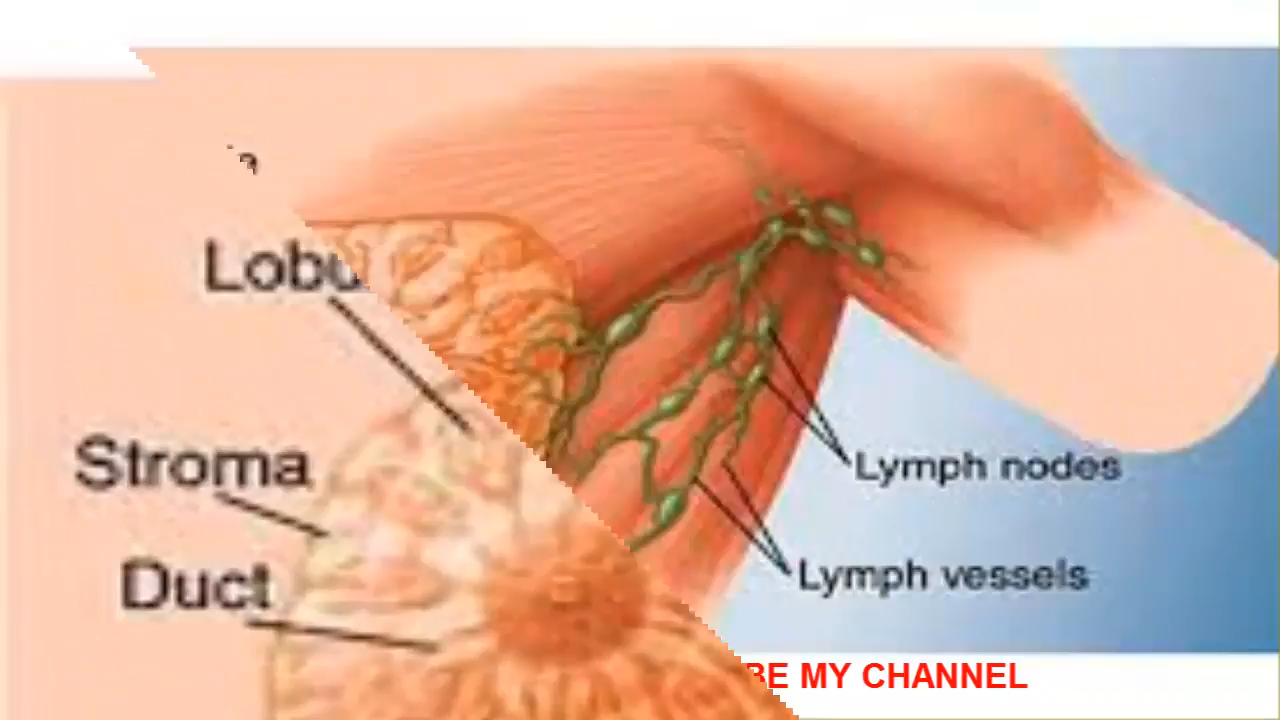 Lobu
Stroma
Duct
Lymph nodes
Lymph vessels
BE MY CHANNEL